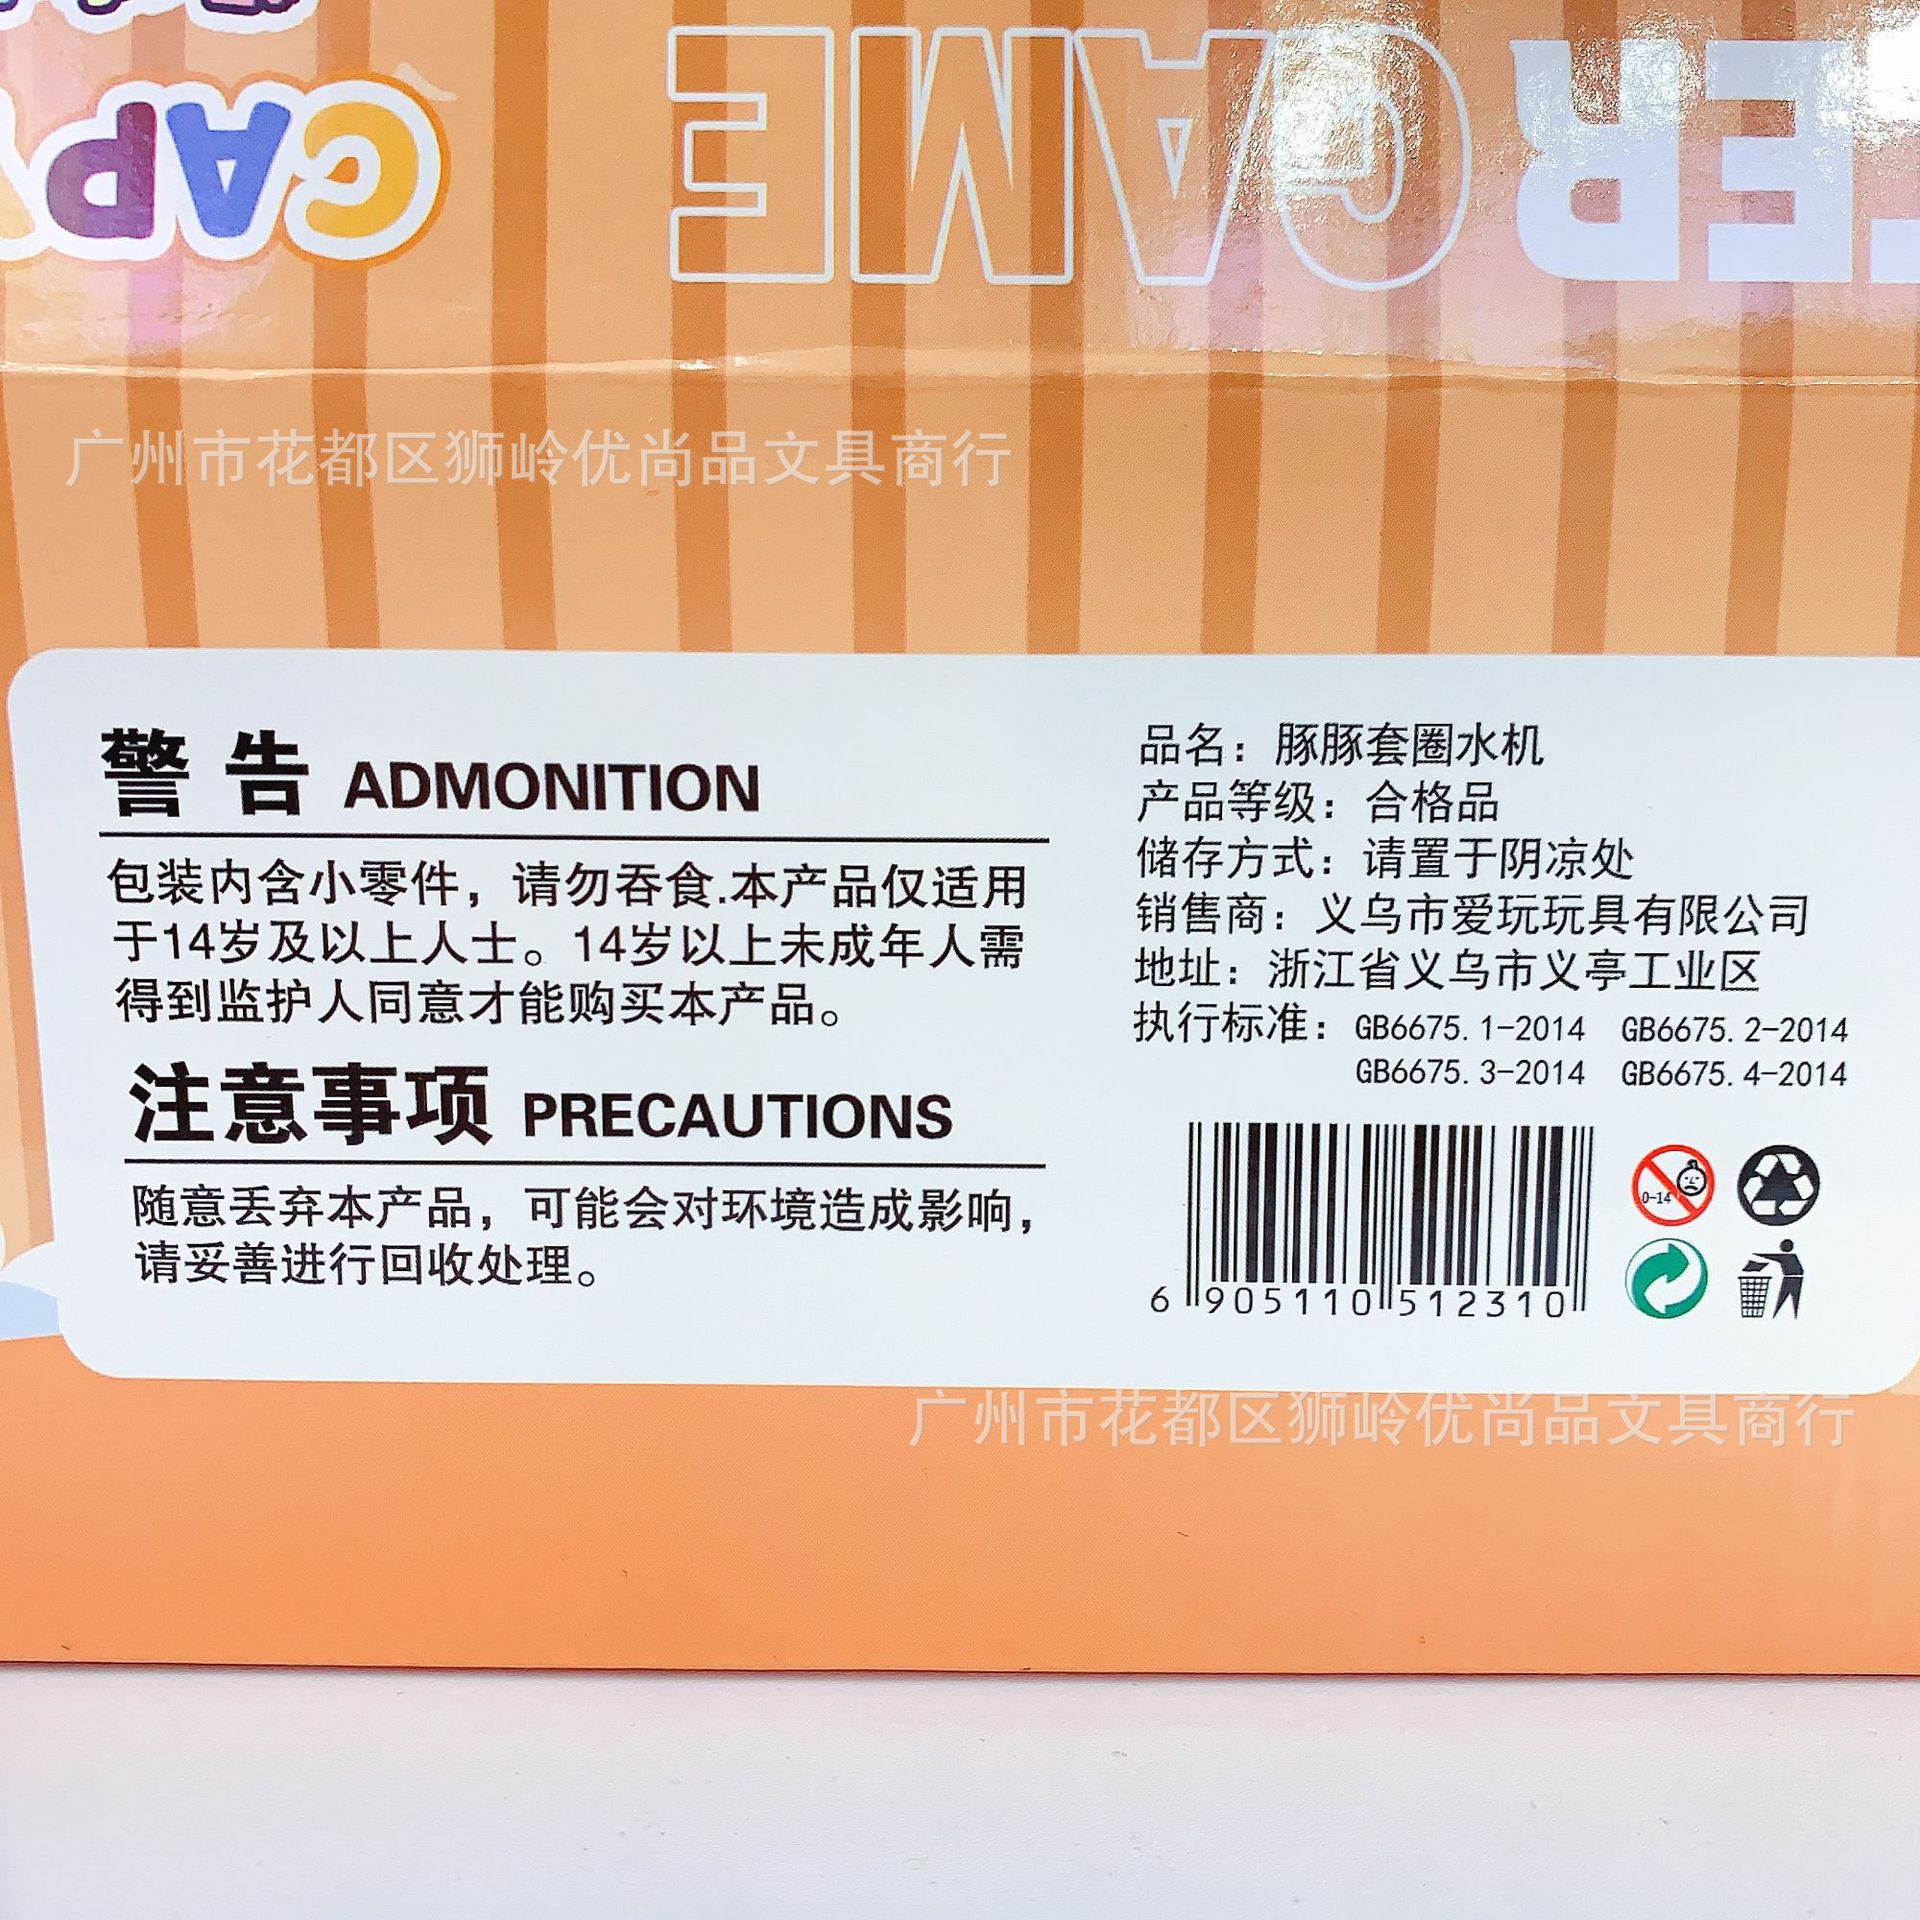 CAPY
TER GAME
广州市花都区狮岭优尚品文具商行
警告 ADMONITION
包装内含小零件，请勿吞食.本产品仅适用
于14岁及以上人士。14岁以上未成年人需
得到监护人同意才能购买本产品。
注意事项 PRECAUTIONS
随意丢弃本产品，可能会对环境造成影响，
请妥善进行回收处理。
品名：豚豚套圈水机
产品等级：合格品
储存方式：请置于阴凉处
销售商：义乌市爱玩玩具有限公司
地址：浙江省义乌市义亭工业区
执行标准：GB6675.1-2014 GB6675.2-2014
GB6675.3-2014 GB6675.4-2014
0-14
6 905110 512310
广州市花都区狮岭优尚品文具商行